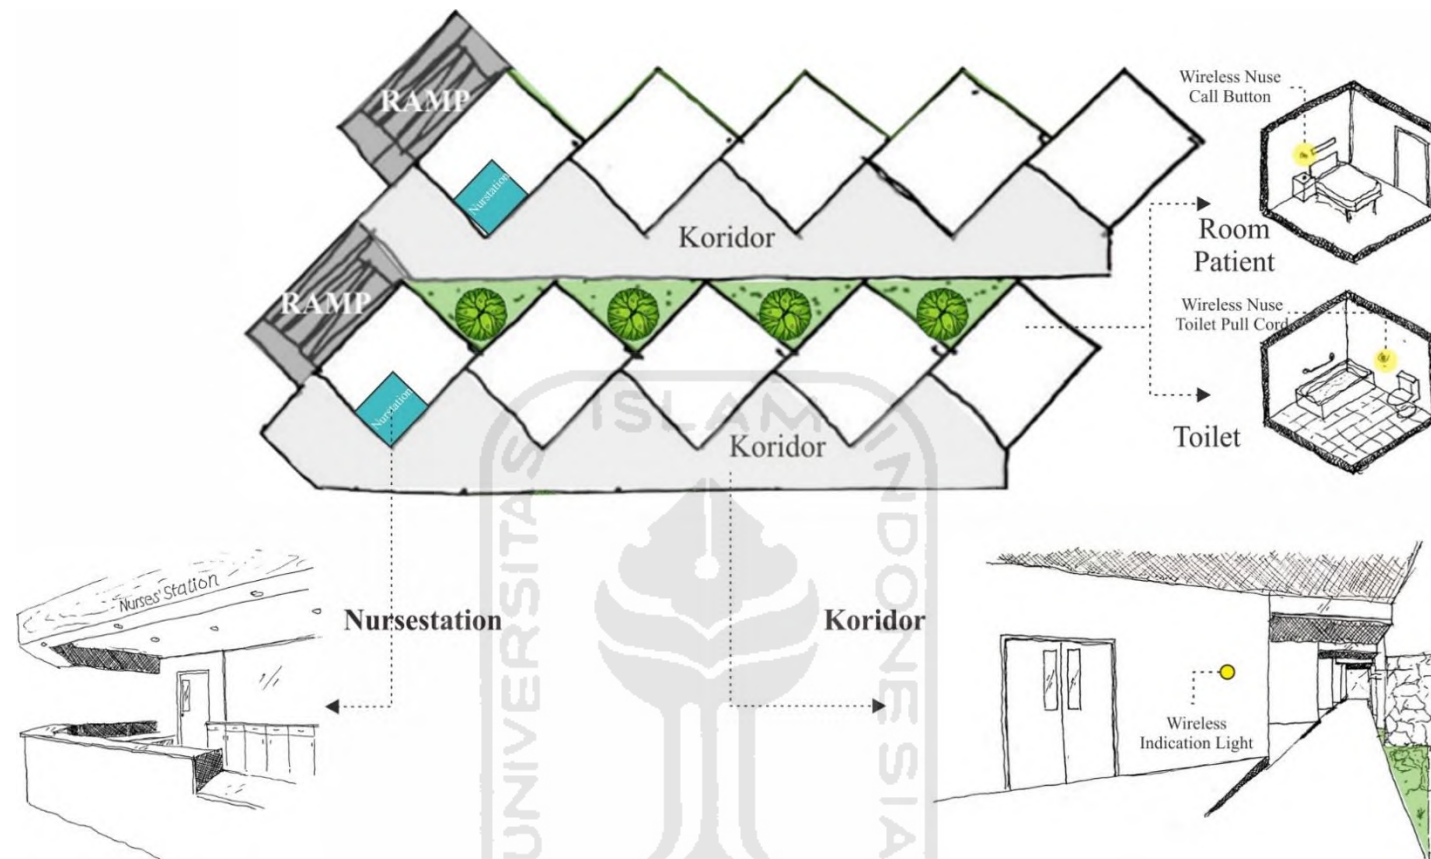 RAMP
Nurstation
Koridor
RAMP
Nurstation
Koridor
Wireless Nuse
Call Button
Room
Patient
Wireless Nuse
Toilet Pull Cord
Toilet
Nurses' Station
Nursestation
Koridor
Wireless
Indication Light
UNIVERSITAS
ISLAM
INDONESIA